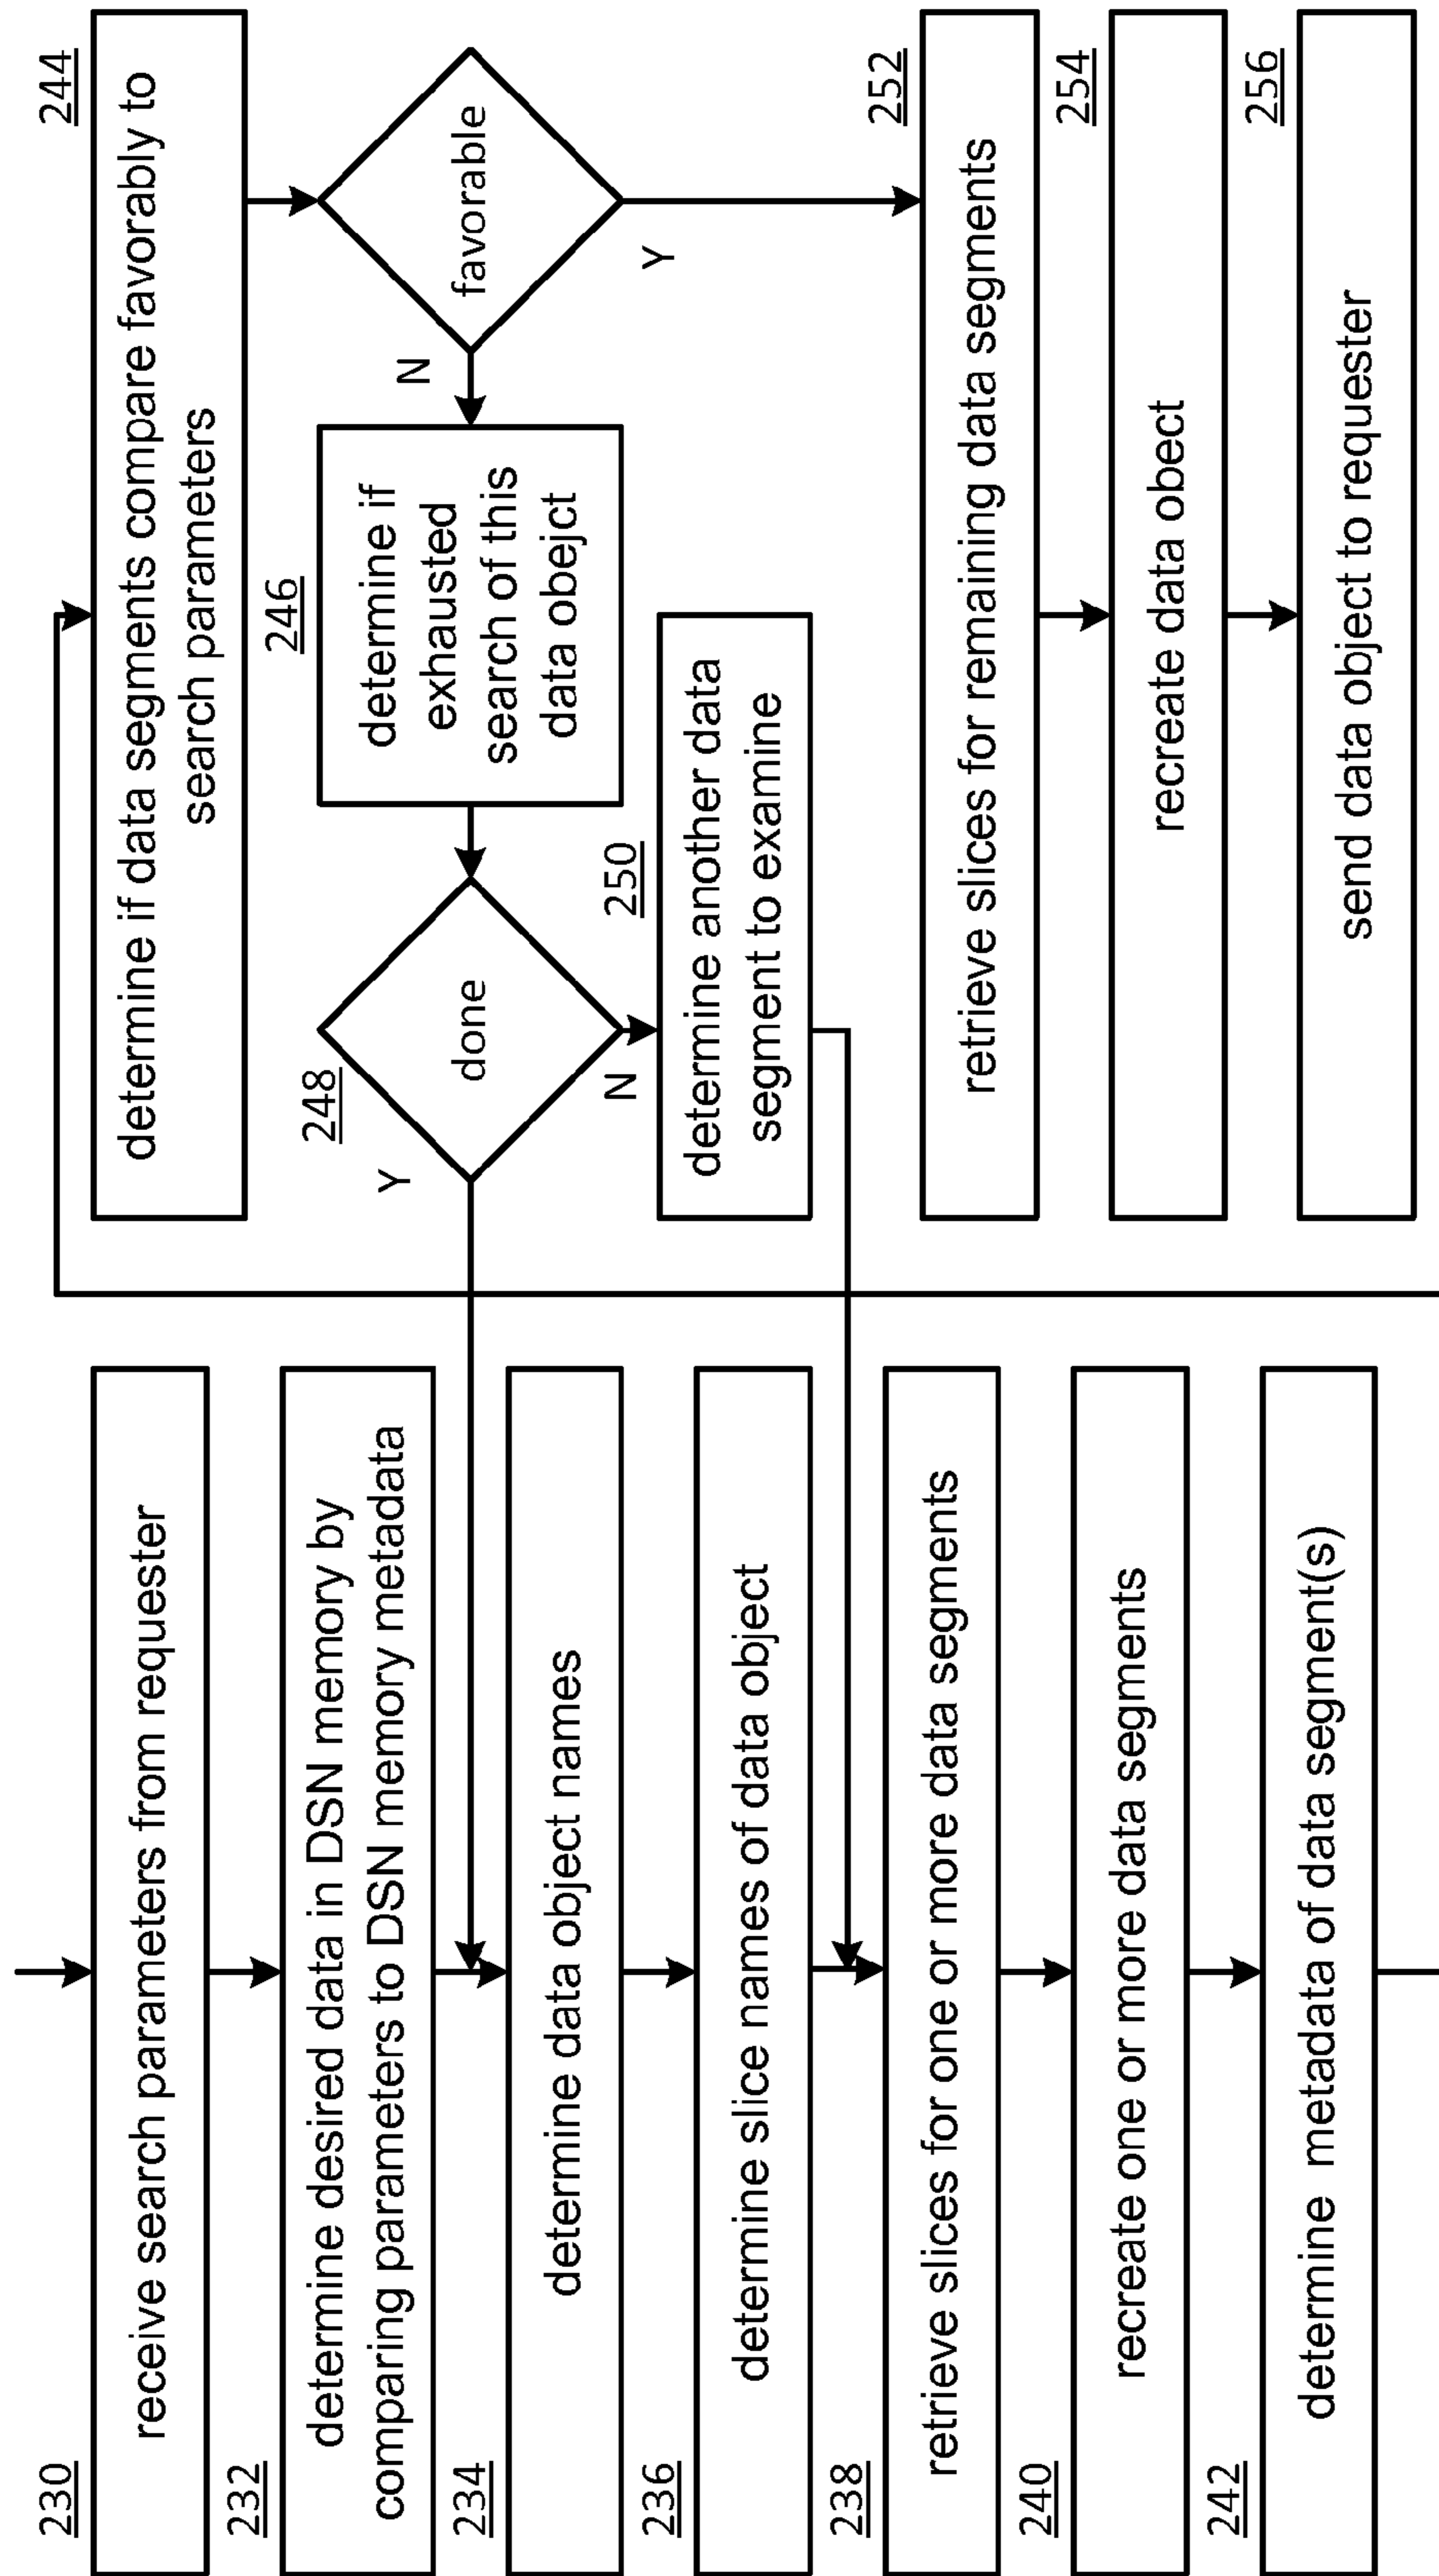 230
receive search parameters from requester
232
determine desired data in DSN memory by
comparing parameters to DSN memory metadata
234
determine data object names
236
determine slice names of data object
238
retrieve slices for one or more data segments
240
recreate one or more data segments
242
determine metadata of data segment(s)
244
determine if data segments compare favorably to
search parameters
favorable
N
Y
246
determine if
exhausted
search of this
data obejct
248
done
Y
N
250
determine another data
segment to examine
252
retrieve slices for remaining data segments
254
recreate data obect
256
send data object to requester